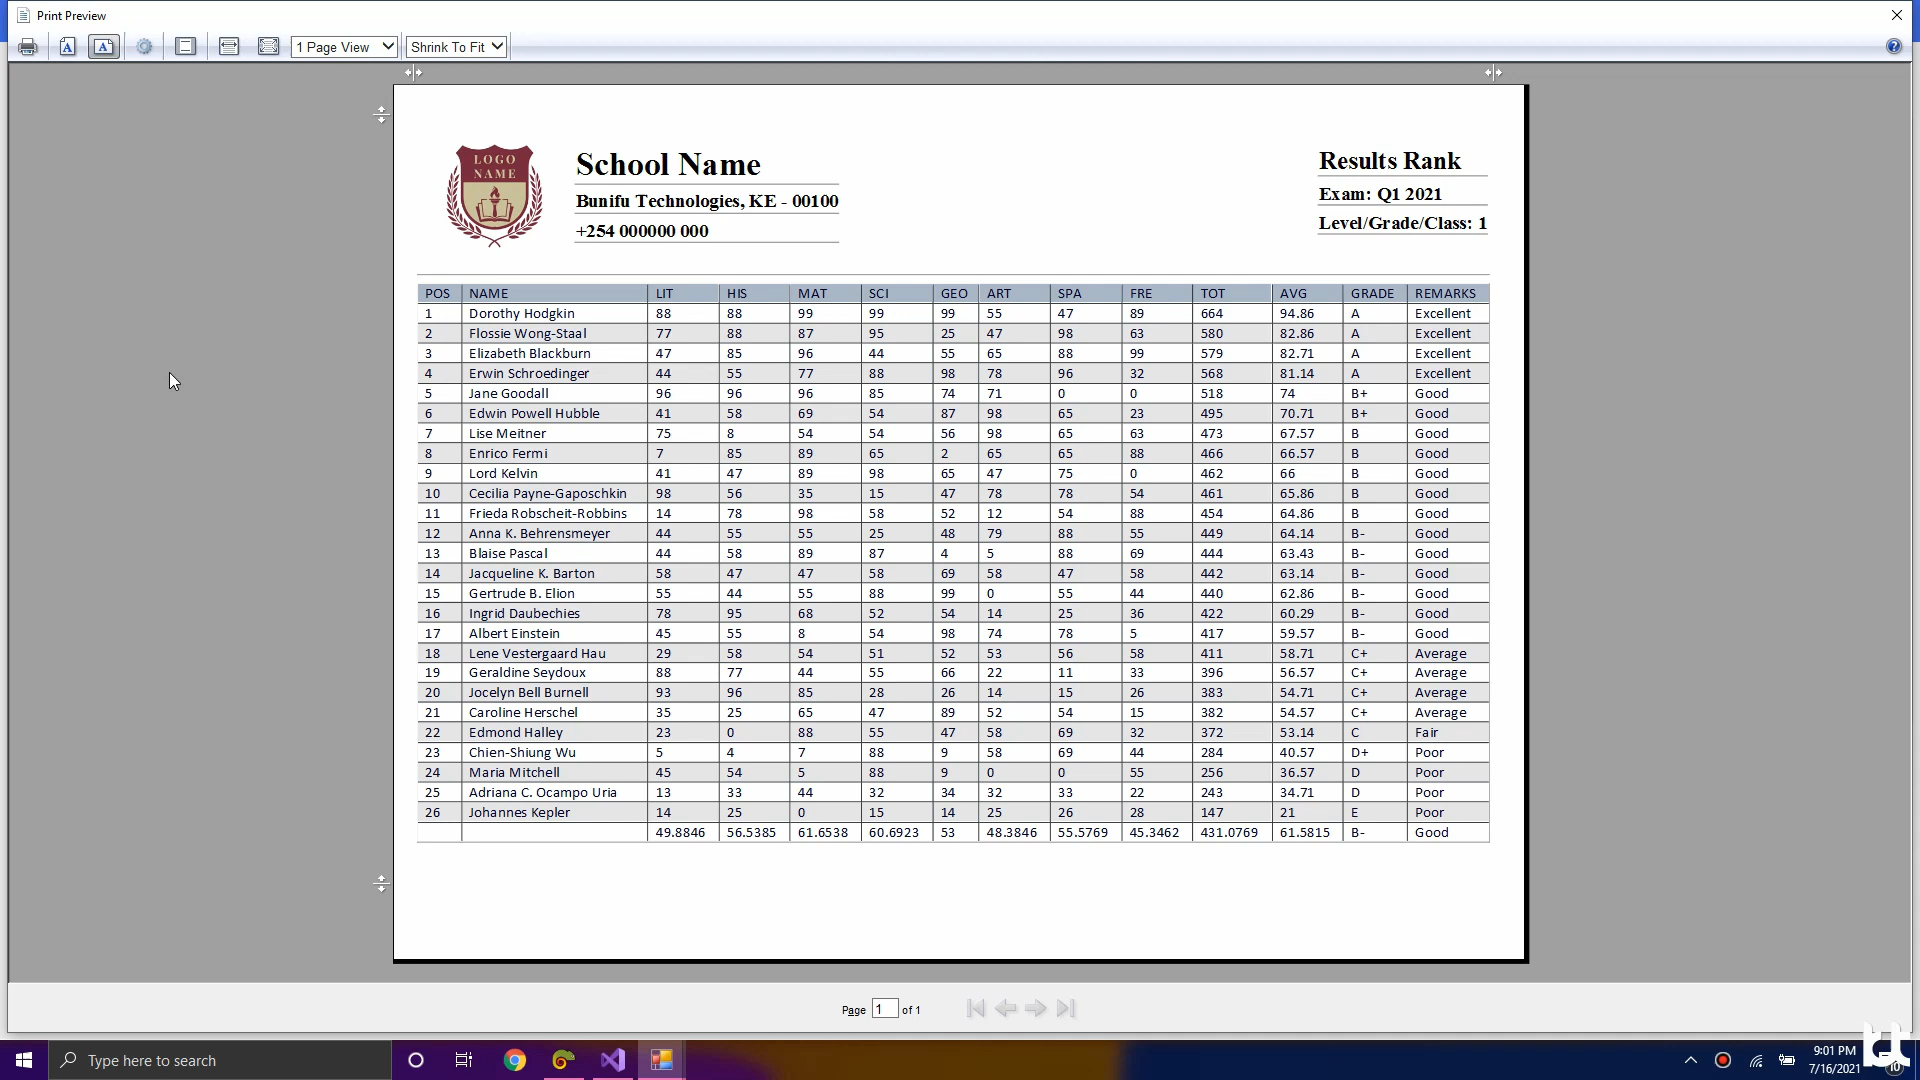 Print Preview
1 Page View Shrink To Fit
LOGO
NAME
School Name
Bunifu Technologies, KE - 00100
+254 000000 000
Results Rank
Exam: Q1 2021
Level/Grade/Class: 1
POS NAME LIT HIS MAT SCI GEO ART SPA FRE TOT AVG GRADE REMARKS
1 Dorothy Hodgkin 88 88 99 99 99 55 47 89 664 94.86 A Excellent
2 Flossie Wong-Staal 77 88 87 95 25 47 98 63 580 82.86 A Excellent
3 Elizabeth Blackburn 47 85 96 44 55 65 88 99 579 82.71 A Excellent
4 Erwin Schroedinger 44 55 77 88 98 78 96 32 568 81.14 A Excellent
5 Jane Goodall 96 96 96 85 74 71 0 0 518 74 B+ Good
6 Edwin Powell Hubble 41 58 69 54 87 98 65 23 495 70.71 B+ Good
7 Lise Meitner 75 8 54 54 56 98 65 63 473 67.57 B Good
8 Enrico Fermi 7 85 89 65 2 65 65 88 466 66.57 B Good
9 Lord Kelvin 41 47 89 98 65 47 75 0 462 66 B Good
10 Cecilia Payne-Gaposchkin 98 56 35 15 47 78 78 54 461 65.86 B Good
11 Frieda Robscheit-Robbins 14 78 98 58 52 12 54 88 454 64.86 B Good
12 Anna K. Behrensmeyer 44 55 55 25 48 79 88 55 449 64.14 B- Good
13 Blaise Pascal 44 58 89 87 4 5 88 69 444 63.43 B- Good
14 Jacqueline K. Barton 58 47 47 58 69 58 47 58 442 63.14 B- Good
15 Gertrude B. Elion 55 44 55 88 99 0 55 44 440 62.86 B- Good
16 Ingrid Daubechies 78 95 68 52 54 14 25 36 422 60.29 B- Good
17 Albert Einstein 45 55 8 54 98 74 78 5 417 59.57 B- Good
18 Lene Vestergaard Hau 29 58 54 51 52 53 56 58 411 58.71 C+ Average
19 Geraldine Seydoux 88 77 44 55 66 22 11 33 396 56.57 C+ Average
20 Jocelyn Bell Burnell 93 96 85 28 26 14 15 26 383 54.71 C+ Average
21 Caroline Herschel 35 25 65 47 89 52 54 15 382 54.57 C+ Average
22 Edmond Halley 23 0 88 55 47 58 69 32 372 53.14 C Fair
23 Chien-Shiung Wu 5 4 7 88 9 58 69 44 284 40.57 D+ Poor
24 Maria Mitchell 45 54 5 88 9 0 0 55 256 36.57 D Poor
25 Adriana C. Ocampo Uria 13 33 44 32 34 32 33 22 243 34.71 D Poor
26 Johannes Kepler 14 25 0 15 14 25 26 28 147 21 E Poor
49.8846 56.5385 61.6538 60.6923 53 48.3846 55.5769 45.3462 431.0769 61.5815 B- Good
Page 1 of 1
Type here to search
9:01 PM
7/16/2021
10